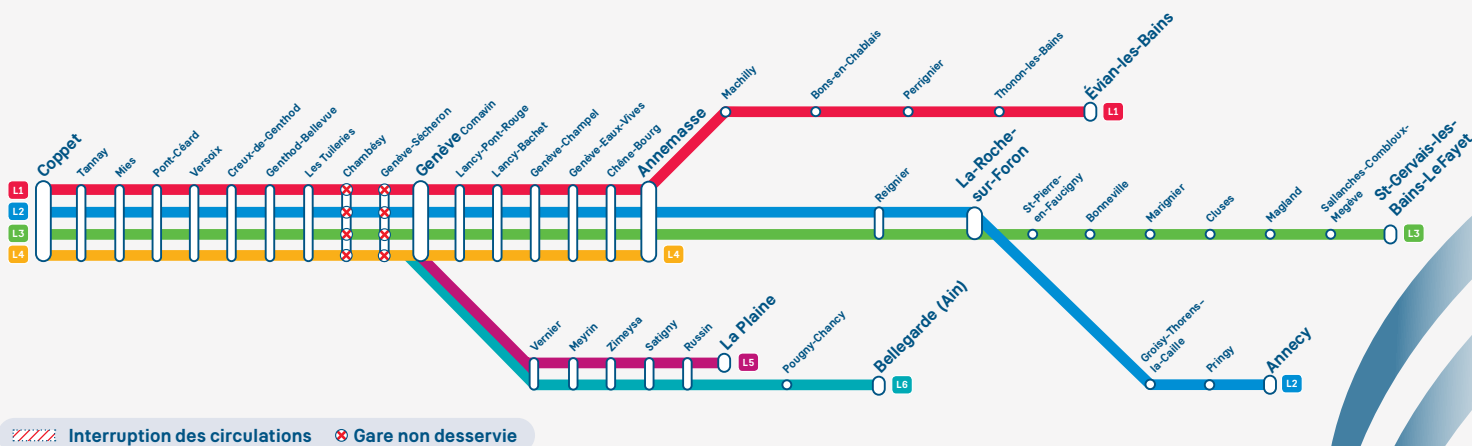 Coppet
Tannay
Mies
Pont-Céard
Versoix
Creux-de-Genthod
Genthod-Bellevue
Les Tuileries
Chambésy
Genève-Sécheron
Genève Cornavin
Lancy-Pont-Rouge
Lancy-Bachet
Genève-Champel
Genève-Eaux-Vives
Chêne-Bourg
Annemasse
Machilly
Bons-en-Chablais
Perrignier
Thonon-les-Bains
Évian-les-Bains
L1
L1
L2
L3
L4
L4
Reignier
La-Roche-
sur-Foron
St-Pierre-
en-Faucigny
Bonneville
Marignier
Cluses
Magland
Sallanches-Combloux-
Megève
St-Gervais-les-
Bains-LeFayet
L3
Vernier
Meyrin
Zimeysa
Satigny
Russin
La Plaine
L5
Pougny-Chancy
Bellegarde (Ain)
L6
Groisy-Thorens-
la-Caille
Pringy
Annecy
L2
Interruption des circulations
Gare non desservie